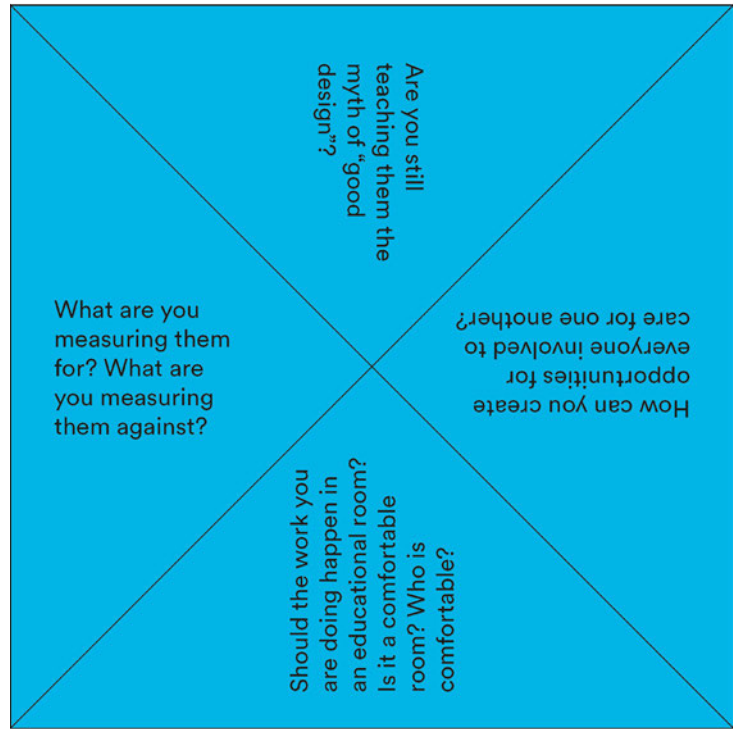 Are you still
teaching them the
myth of “good
design”?
What are you
measuring them
for? What are
you measuring
them against?
How can you create
opportunities for
everyone involved to
care for one another?
Should the work you
are doing happen in
an educational room?
Is it a comfortable
room? Who is
comfortable?